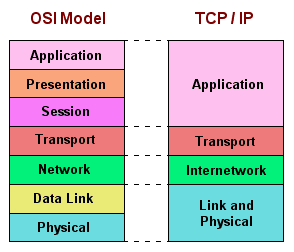 OSI Model
TCP / IP
Application
Presentation
Session
Transport
Network
Data Link
Physical
Application
Transport
Internetwork
Link and
Physical